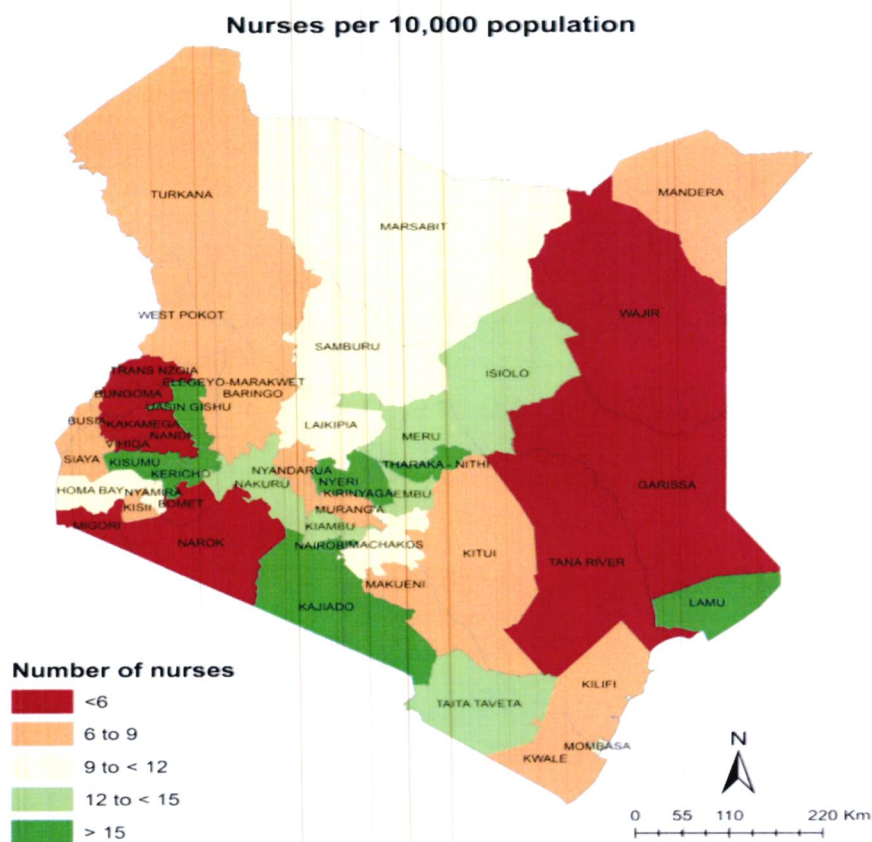 Nurses per 10,000 population
TURKANA
MANDERA
MARSABIT
WEST POKOT
WAJIR
SAMBURU
ISIOLO
TRANS NZOIA
ELEGEYO-MARAKWET
BUNGOMA
BARINGO
UASIN GISHU
BUSIA
KAKAMEGA
LAIKIPIA
NANDI
MERU
VIHIGA
SIAYA
KISUMU
KERICHO
NYANDARUA
THARAKA - NITHI
NYERI
NAKURU
GARISSA
HOMA BAY
NYAMIRA
KIRINYAGA
EMBU
BOMET
KISII
MURANG'A
MIGORI
KIAMBU
NAROK
NAIROBI
MACHAKOS
KITUI
TANA RIVER
MAKUENI
KAJIADO
LAMU
KILIFI
TAITA TAVETA
MOMBASA
KWALE
Number of nurses
<6
6 to 9
9 to < 12
12 to < 15
> 15
N
0 55 110 220 Km